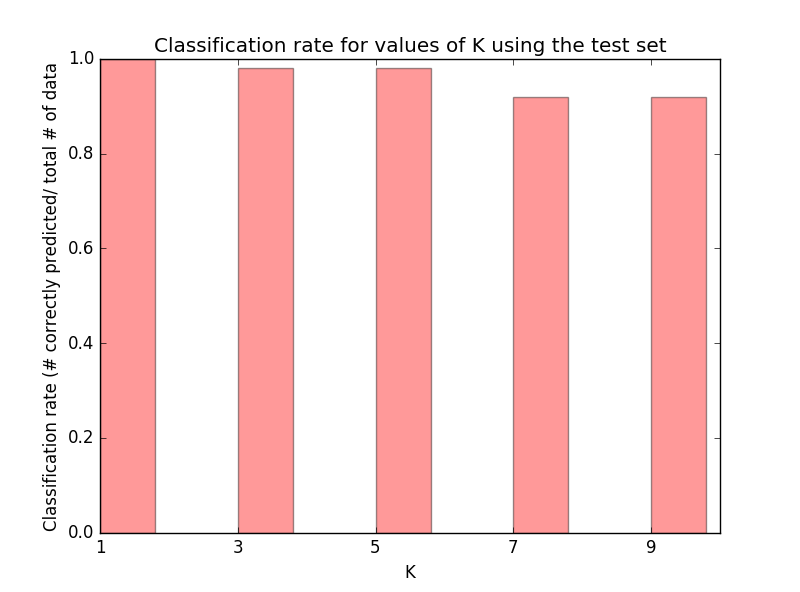 Classification rate for values of K using the test set
Classification rate (# correctly predicted/ total # of data
1.0
0.8
0.6
0.4
0.2
0.0
1 3 5 7 9
K